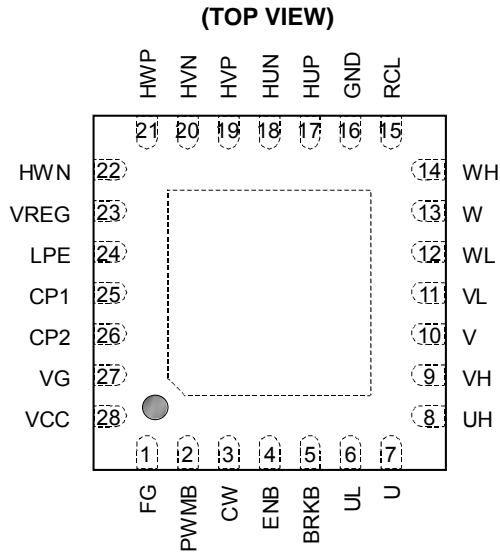 (TOP VIEW)
HWP HVN HVP HUN HUP GND RCL
21 20 19 18 17 16 15
HWN 22 14 WH
VREG 23 13 W
LPE 24 12 WL
CP1 25 11 VL
CP2 26 10 V
VG 27 9 VH
VCC 28 8 UH
1 2 3 4 5 6 7
FG PWMB CW ENB BRKB UL U